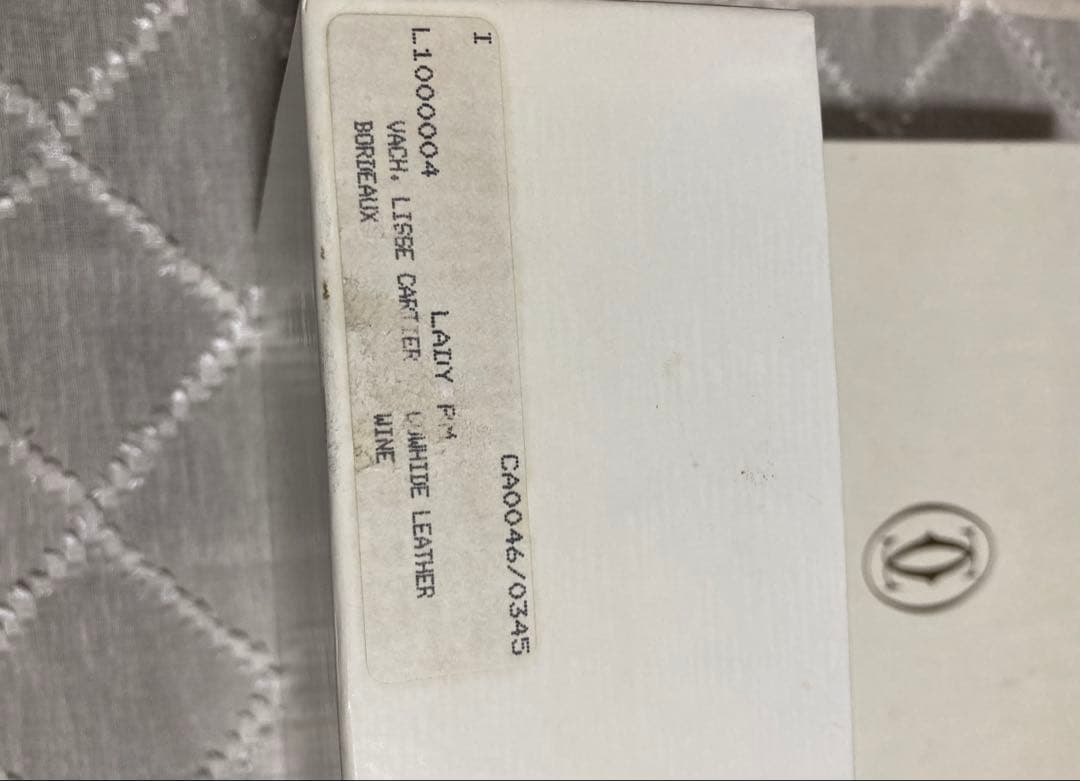 I
CA0046/0345
L1000004 LADY PM
VACH. LISSE CARTIER COWHIDE LEATHER
BORDEAUX WINE